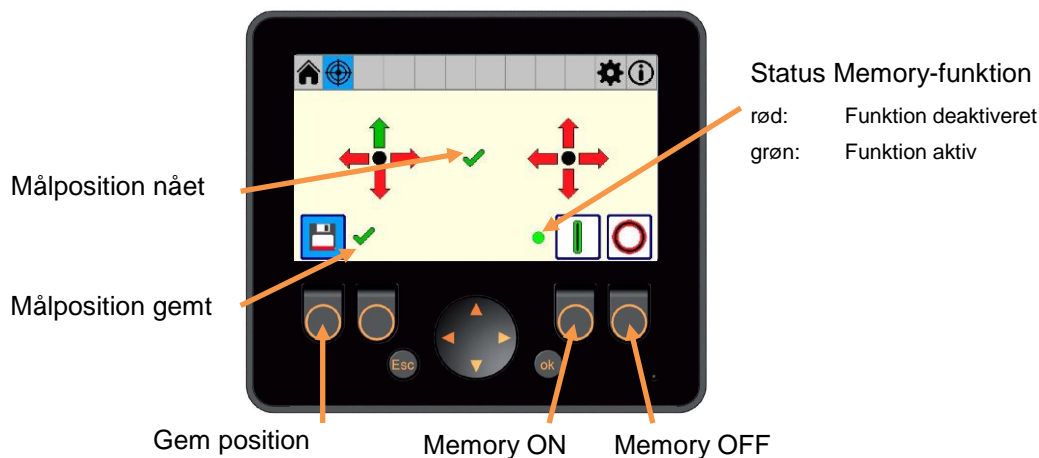 Status Memory-funktion
rød: Funktion deaktiveret
grøn: Funktion aktiv
Målposition nået
Målposition gemt
Esc
ok
Gem position
Memory ON
Memory OFF